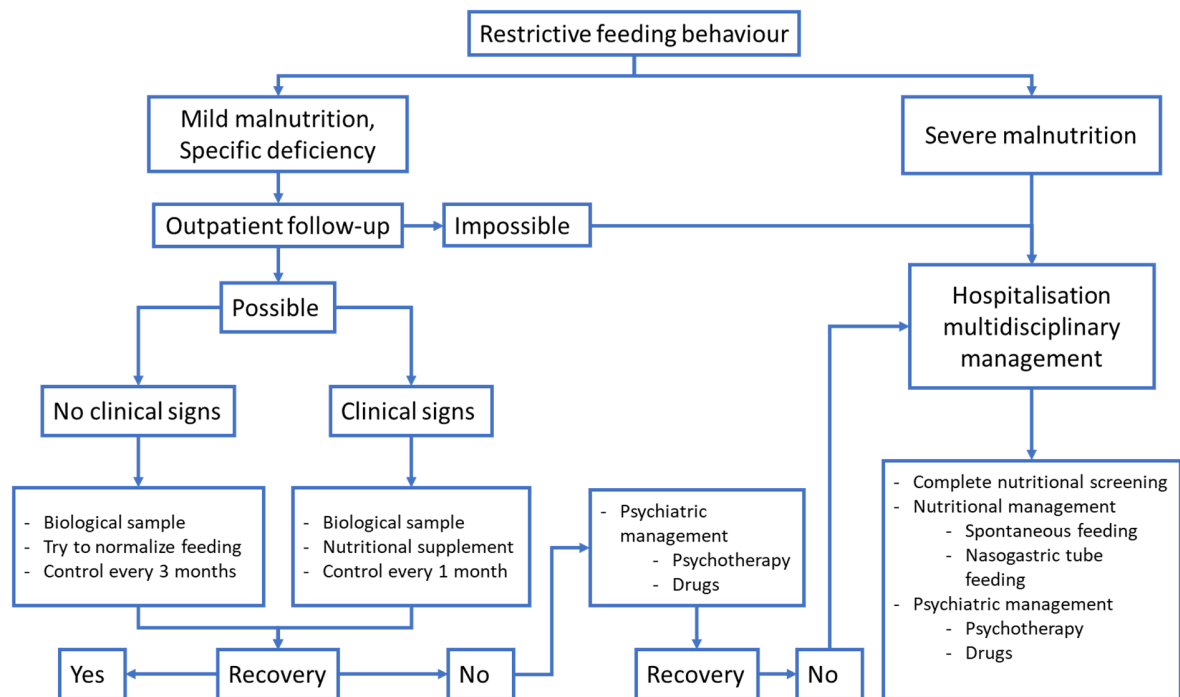 Restrictive feeding behaviour
Mild malnutrition,
Specific deficiency
Severe malnutrition
Outpatient follow-up
Impossible
Possible
Hospitalisation
multidisciplinary
management
No clinical signs
Clinical signs
- Biological sample
- Try to normalize feeding
- Control every 3 months
- Biological sample
- Nutritional supplement
- Control every 1 month
- Psychiatric
management
- Psychotherapy
- Drugs
- Complete nutritional screening
- Nutritional management
- Spontaneous feeding
- Nasogastric tube
feeding
- Psychiatric management
- Psychotherapy
- Drugs
Yes
Recovery
No
Recovery
No